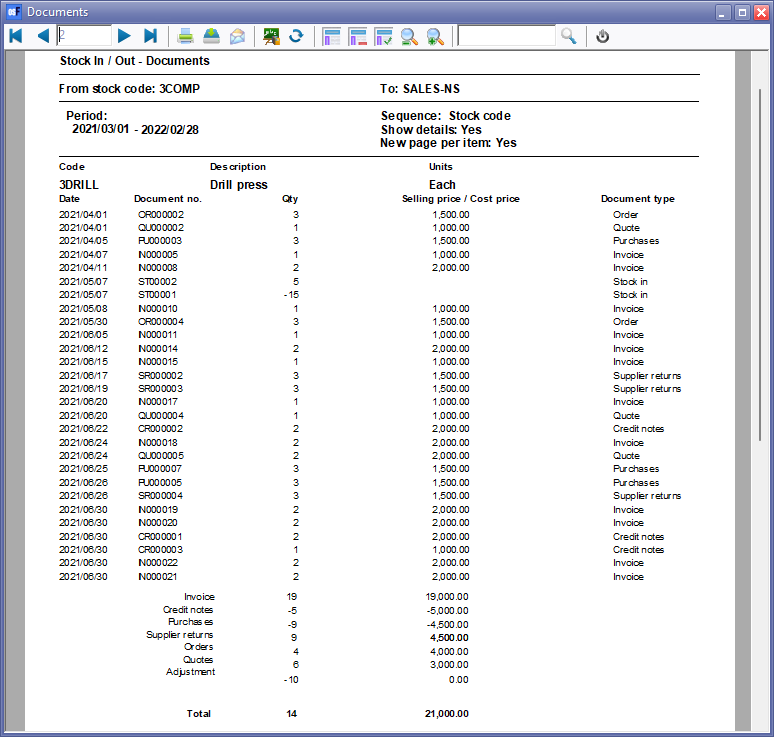 Documents
2
Stock In / Out - Documents
From stock code: 3COMP To: SALES-NS
Period: Sequence: Stock code
2021/03/01 - 2022/02/28 Show details: Yes
New page per item: Yes
Code Description Units
3DRILL Drill press Each
Date Document no. Qty Selling price / Cost price Document type
2021/04/01 OR000002 3 1,500.00 Order
2021/04/01 QU000002 1 1,000.00 Quote
2021/04/05 PU000003 3 1,500.00 Purchases
2021/04/07 IN000005 1 1,000.00 Invoice
2021/04/11 IN000008 2 2,000.00 Invoice
2021/05/07 ST00002 5 Stock in
2021/05/07 ST00001 -15 Stock in
2021/05/08 IN000010 1 1,000.00 Invoice
2021/05/30 OR000004 3 1,500.00 Order
2021/06/05 IN000011 1 1,000.00 Invoice
2021/06/12 IN000014 2 2,000.00 Invoice
2021/06/15 IN000015 1 1,000.00 Invoice
2021/06/17 SR000002 3 1,500.00 Supplier returns
2021/06/19 SR000003 3 1,500.00 Supplier returns
2021/06/20 IN000017 1 1,000.00 Invoice
2021/06/20 QU000004 1 1,000.00 Quote
2021/06/22 CR000002 2 2,000.00 Credit notes
2021/06/24 IN000018 2 2,000.00 Invoice
2021/06/24 QU000005 2 2,000.00 Quote
2021/06/25 PU000007 3 1,500.00 Purchases
2021/06/26 PU000005 3 1,500.00 Purchases
2021/06/26 SR000004 3 1,500.00 Supplier returns
2021/06/30 IN000019 2 2,000.00 Invoice
2021/06/30 IN000020 2 2,000.00 Invoice
2021/06/30 CR000001 2 2,000.00 Credit notes
2021/06/30 CR000003 1 1,000.00 Credit notes
2021/06/30 IN000022 2 2,000.00 Invoice
2021/06/30 IN000021 2 2,000.00 Invoice
Invoice 19 19,000.00
Credit notes -5 -5,000.00
Purchases -9 -4,500.00
Supplier returns 9 4,500.00
Orders 4 4,000.00
Quotes 6 3,000.00
Adjustment -10 0.00
Total 14 21,000.00